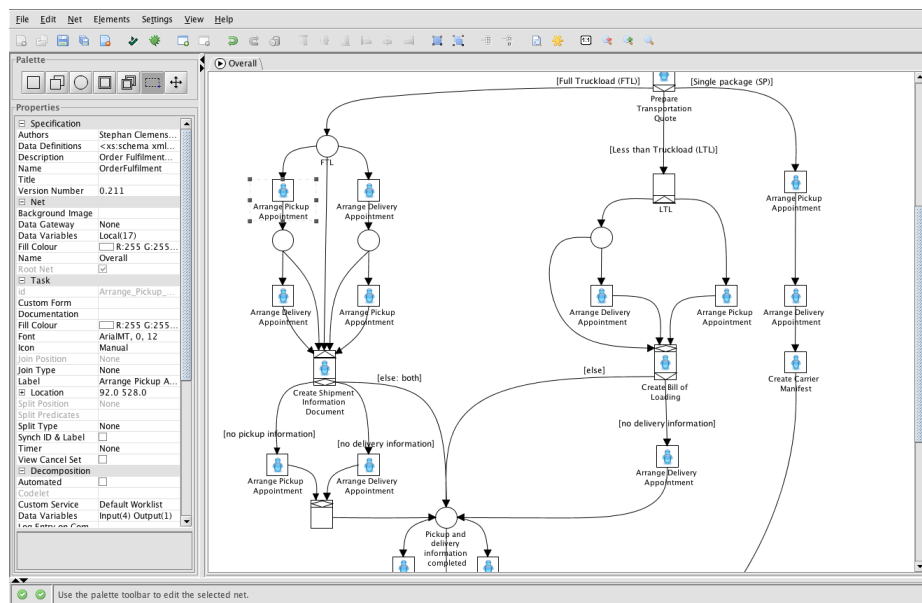 File Edit Net Elements Settings View Help
Palette
Overall
Properties
Specification
Authors Stephan Clemens...
Data Definitions <xs:schema xml...
Description Order Fulfilment...
Name OrderFulfilment
Title
Version Number 0.211
Net
Background Image
Data Gateway None
Data Variables Local(17)
Fill Colour R:255 G:255...
Name Overall
Root Net
Task
id Arrange_Pickup_...
Custom Form
Documentation
Fill Colour R:255 G:255...
Font ArialMT, 0, 12
Icon Manual
Join Position None
Join Type None
Label Arrange Pickup A...
Location 92.0 528.0
Split Position None
Split Predicates
Split Type None
Synch ID & Label
Timer None
View Cancel Set
Decomposition
Automated
Codelet
Custom Service Default Worklist
Data Variables Input(4) Output(1)
Log Entry on Com
[Full Truckload (FTL)]
[Single package (SP)]
Prepare
Transportation
Quote
[Less than Truckload (LTL)]
FTL
Arrange Pickup
Appointment
Arrange Delivery
Appointment
LTL
Arrange Pickup
Appointment
Arrange Delivery
Appointment
Arrange Pickup
Appointment
Arrange Delivery
Appointment
Arrange Pickup
Appointment
Arrange Delivery
Appointment
Create Shipment
Information
Document
[else: both]
[else]
Create Bill of
Loading
Create Carrier
Manifest
[no pickup information]
[no delivery information]
[no delivery information]
Arrange Pickup
Appointment
Arrange Delivery
Appointment
Arrange Delivery
Appointment
Pickup and
delivery
information
completed
Use the palette toolbar to edit the selected net.